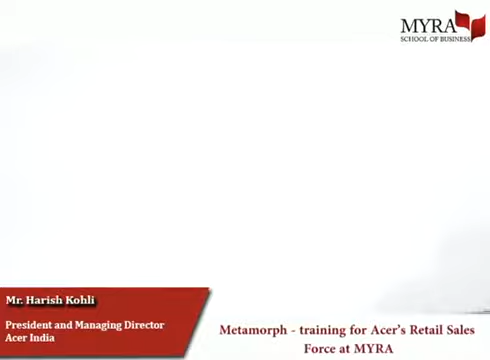 MYRA
SCHOOL OF BUSINESS
Mr. Harish Kohli
President and Managing Director
Acer India
Metamorph - training for Acer's Retail Sales
Force at MYRA